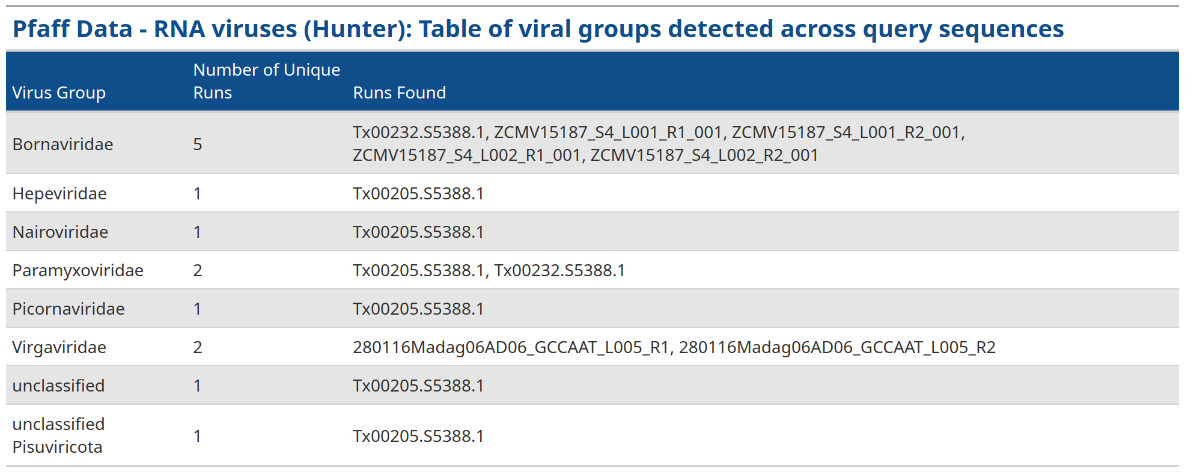 Pfaff Data - RNA viruses (Hunter): Table of viral groups detected across query sequences
Number of Unique
Virus Group Runs Runs Found
Bornaviridae 5 Tx00232.S5388.1, ZCMV15187_S4_L001_R1_001, ZCMV15187_S4_L001_R2_001,
ZCMV15187_S4_L002_R1_001, ZCMV15187_S4_L002_R2_001
Hepeviridae 1 Tx00205.S5388.1
Nairoviridae 1 Tx00205.S5388.1
Paramyxoviridae 2 Tx00205.S5388.1, Tx00232.S5388.1
Picornaviridae 1 Tx00205.S5388.1
Virgaviridae 2 280116Madag06AD06_GCCAAT_L005_R1, 280116Madag06AD06_GCCAAT_L005_R2
unclassified 1 Tx00205.S5388.1
unclassified
Pisuviricota 1 Tx00205.S5388.1